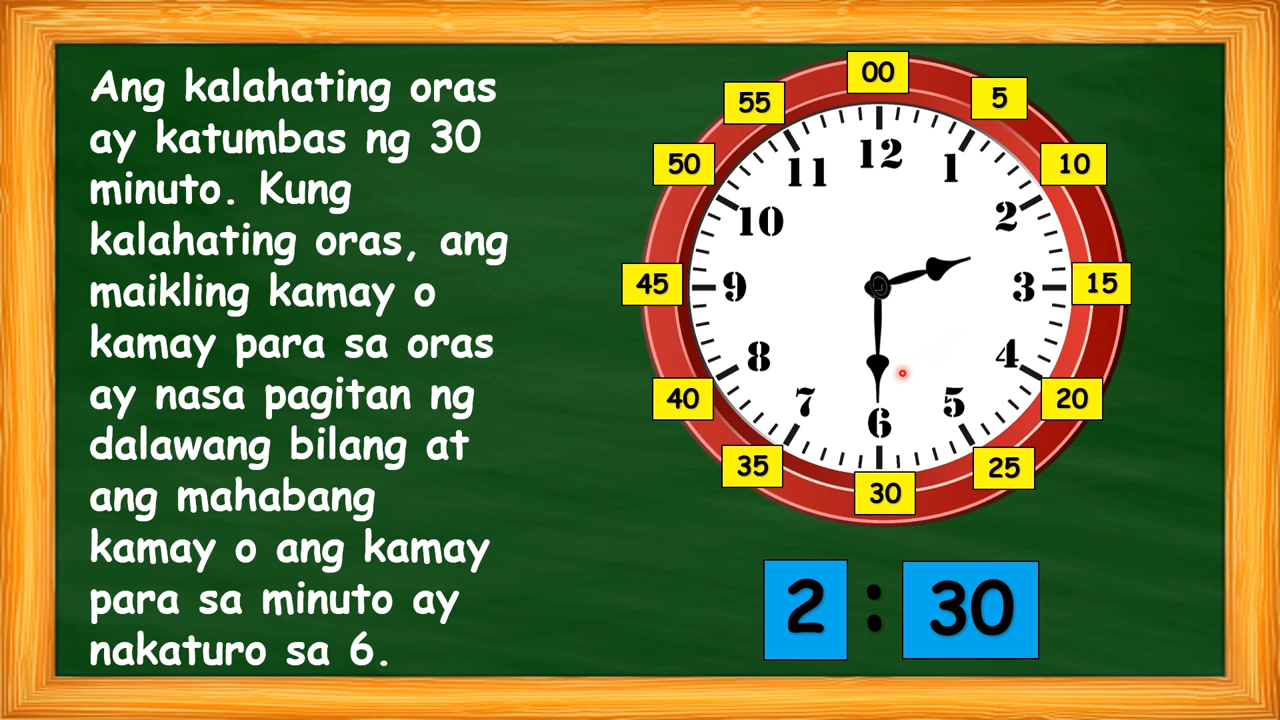 Ang kalahating oras
ay katumbas ng 30
minuto. Kung
kalahating oras, ang
maikling kamay o
kamay para sa oras
ay nasa pagitan ng
dalawang bilang at
ang mahabang
kamay o ang kamay
para sa minuto ay
nakaturo sa 6.
00
55
5
50
10
45
15
40
20
35
25
30
12
11
1
10
2
9
3
8
4
7
5
6
2 : 30